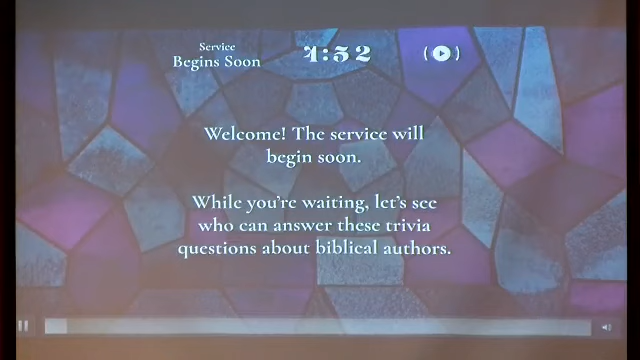 Service
Begins Soon
1:52
Welcome! The service will
begin soon.
While you're waiting, let's see
who can answer these trivia
questions about biblical authors.